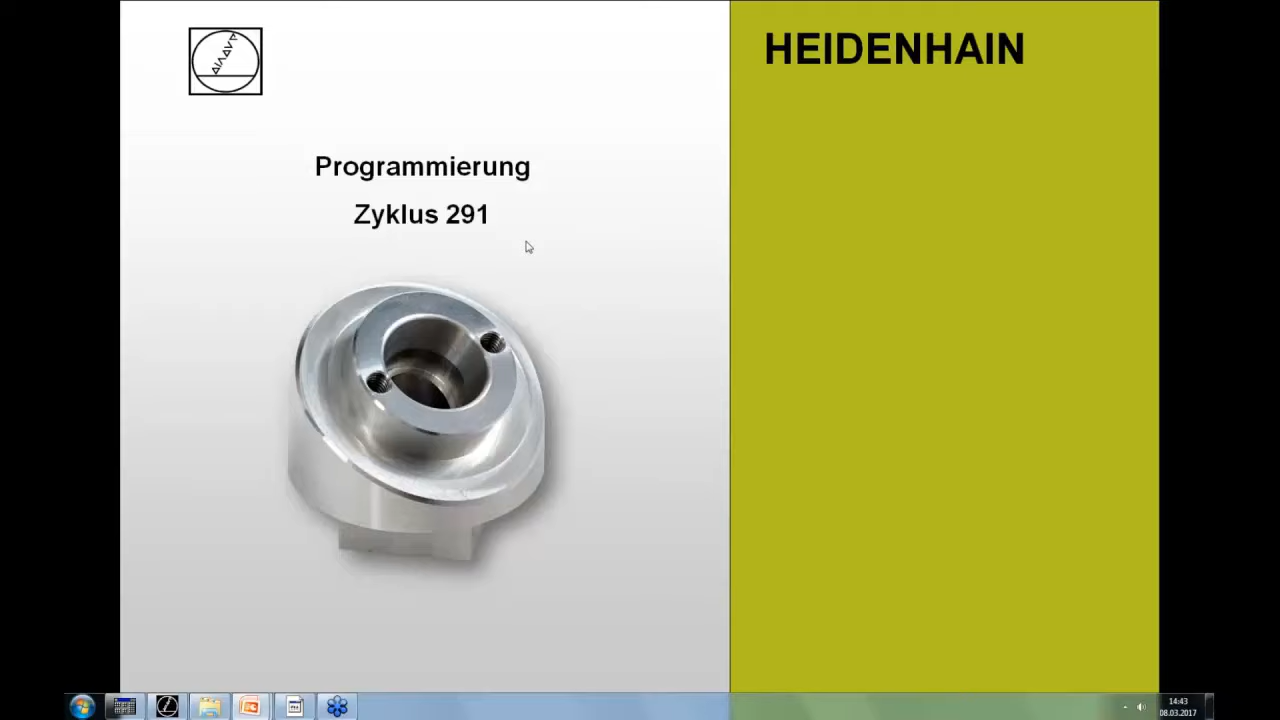 HEIDENHAIN
Programmierung
Zyklus 291
14:43
08.03.2017